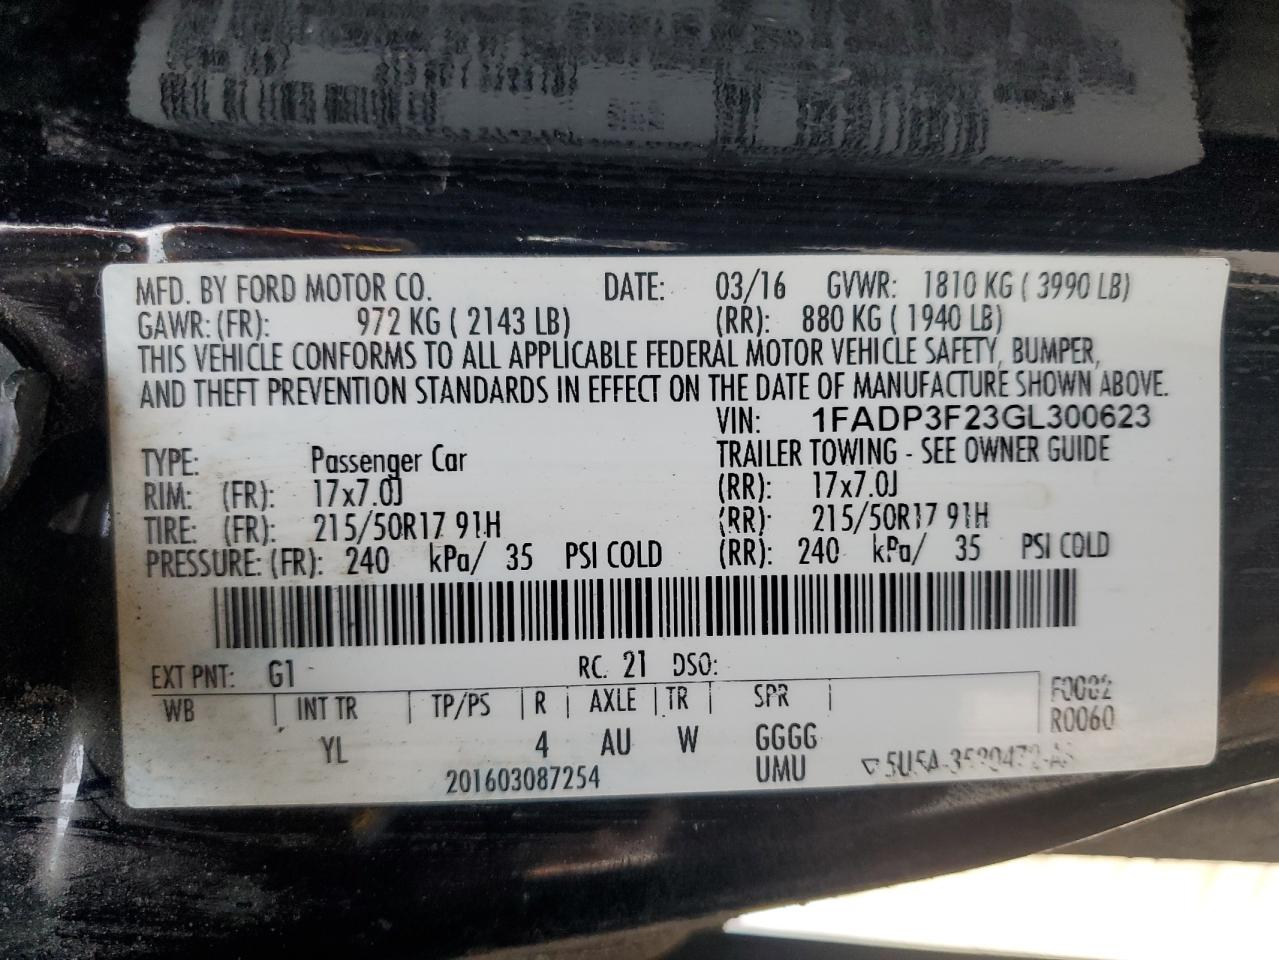 MFD. BY FORD MOTOR CO. DATE: 03/16 GVWR: 1810 KG ( 3990 LB)
GAWR: (FR): 972 KG ( 2143 LB) (RR): 880 KG ( 1940 LB)
THIS VEHICLE CONFORMS TO ALL APPLICABLE FEDERAL MOTOR VEHICLE SAFETY, BUMPER,
AND THEFT PREVENTION STANDARDS IN EFFECT ON THE DATE OF MANUFACTURE SHOWN ABOVE.
VIN: 1FADP3F23GL300623
TYPE: Passenger Car TRAILER TOWING - SEE OWNER GUIDE
RIM: (FR): 17x7.0J (RR): 17x7.0J
TIRE: (FR): 215/50R17 91H (RR): 215/50R17 91H
PRESSURE: (FR): 240 kPa/ 35 PSI COLD (RR): 240 kPa/ 35 PSI COLD
EXT PNT: G1 RC: 21 DSO:
WB INT TR TP/PS R AXLE TR SPR
YL 4 AU W GGGG
UMU
201603087254
R0060